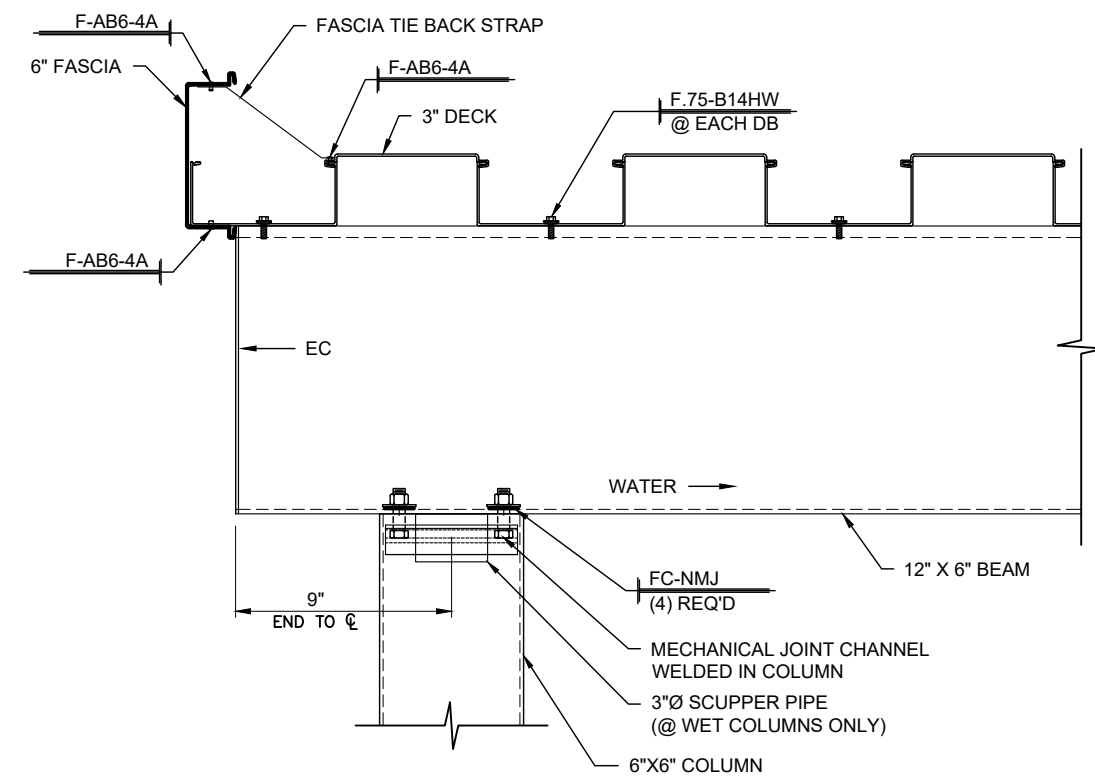 F-AB6-4A
FASCIA TIE BACK STRAP
6" FASCIA
F-AB6-4A
3" DECK
F.75-B14HW
@ EACH DB
F-AB6-4A
EC
WATER
12" X 6" BEAM
9"
END TO ℄
FC-NMJ
(4) REQ'D
MECHANICAL JOINT CHANNEL
WELDED IN COLUMN
3"Ø SCUPPER PIPE
(@ WET COLUMNS ONLY)
6"X6" COLUMN